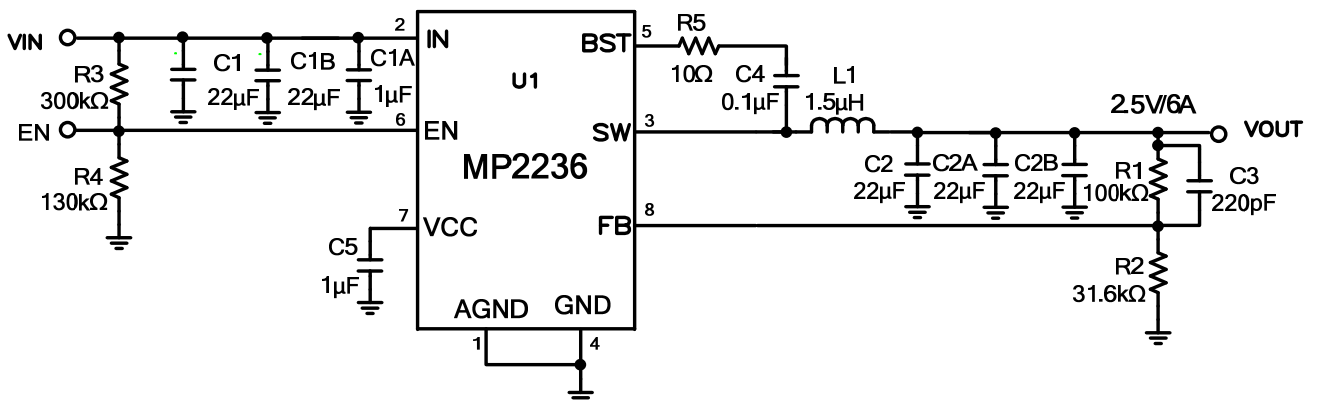 VIN
R3
300kΩ
EN
R4
130kΩ
C1
22µF
C1B
22µF
C1A
1µF
C5
1µF
2
6
7
IN
U1
BST
EN
SW
MP2236
VCC
FB
AGND
GND
1
4
5
3
8
R5
10Ω
C4
0.1µF
L1
1.5µH
2.5V/6A
VOUT
C2
22µF
C2A
22µF
C2B
22µF
R1
100kΩ
C3
220pF
R2
31.6kΩ